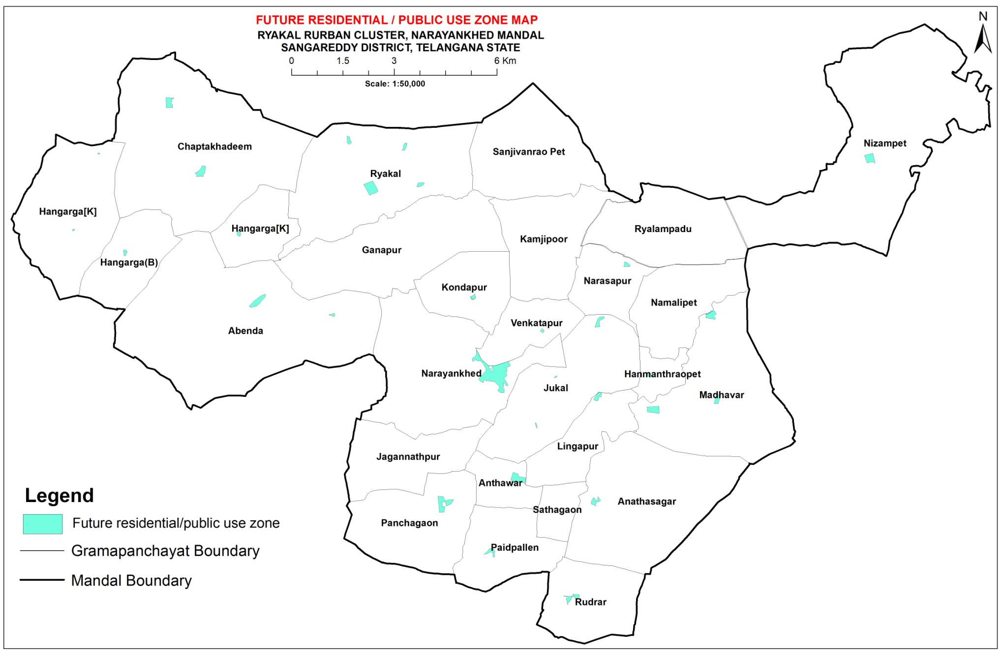 FUTURE RESIDENTIAL / PUBLIC USE ZONE MAP
RYAKAL RURBAN CLUSTER, NARAYANKHED MANDAL
SANGAREDDY DISTRICT, TELANGANA STATE
0 1.5 3 6 Km
Scale: 1:50,000
N
Nizampet
Chaptakhadeem
Sanjivanrao Pet
Ryakal
Hangarga[K]
Hangarga[K]
Ryalampadu
Kamjipoor
Ganapur
Hangarga(B)
Narasapur
Kondapur
Namalipet
Venkatapur
Abenda
Narayankhed
Hanmanthraopet
Jukal
Madhavar
Lingapur
Jagannathpur
Anthawar
Anathasagar
Sathagaon
Panchagaon
Paidpallen
Rudrar
Legend
Future residential/public use zone
Gramapanchayat Boundary
Mandal Boundary